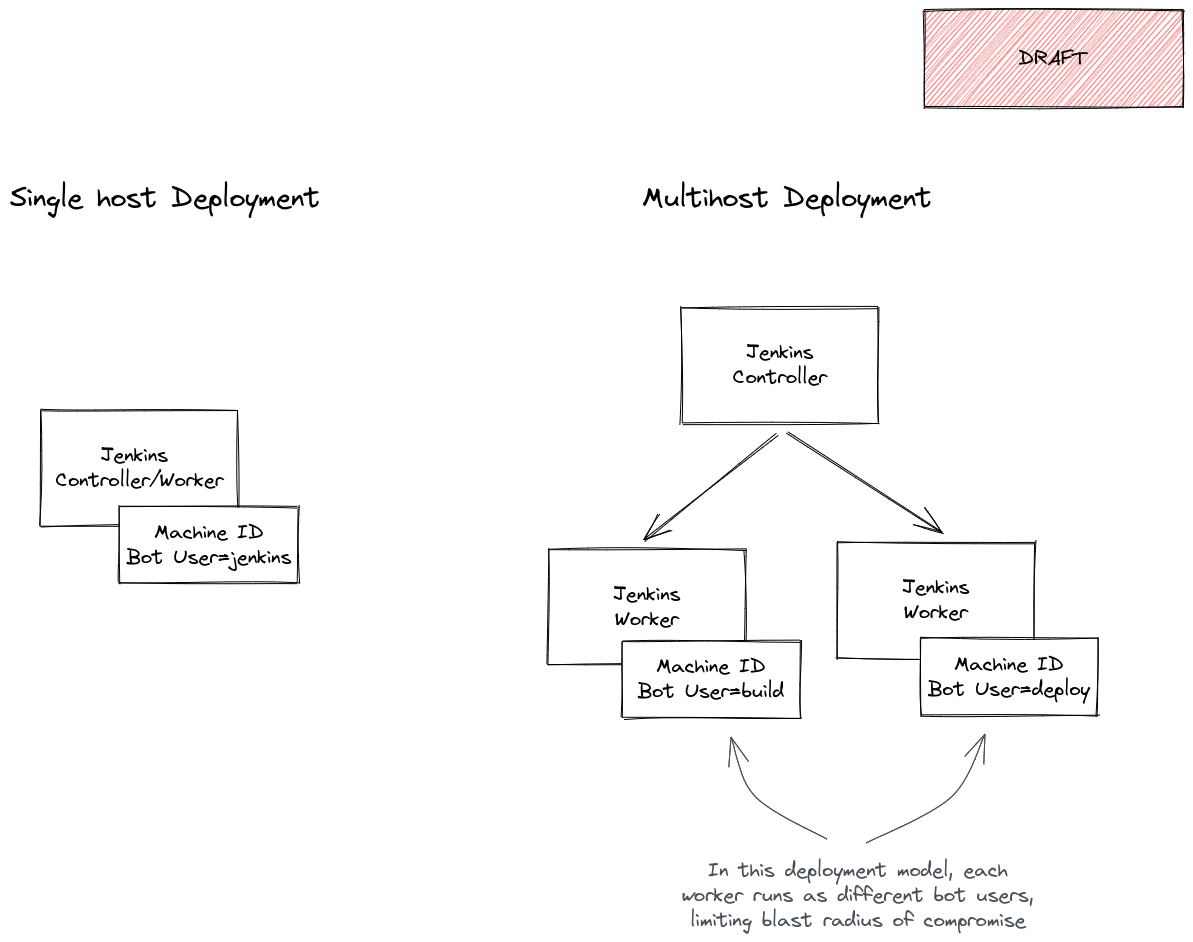 DRAFT
Single host Deployment
Multihost Deployment
Jenkins
Controller
Jenkins
Controller/Worker
Machine ID
Bot User=jenkins
Jenkins
Worker
Machine ID
Bot User=build
Jenkins
Worker
Machine ID
Bot User=deploy
In this deployment model, each
worker runs as different bot users,
limiting blast radius of compromise